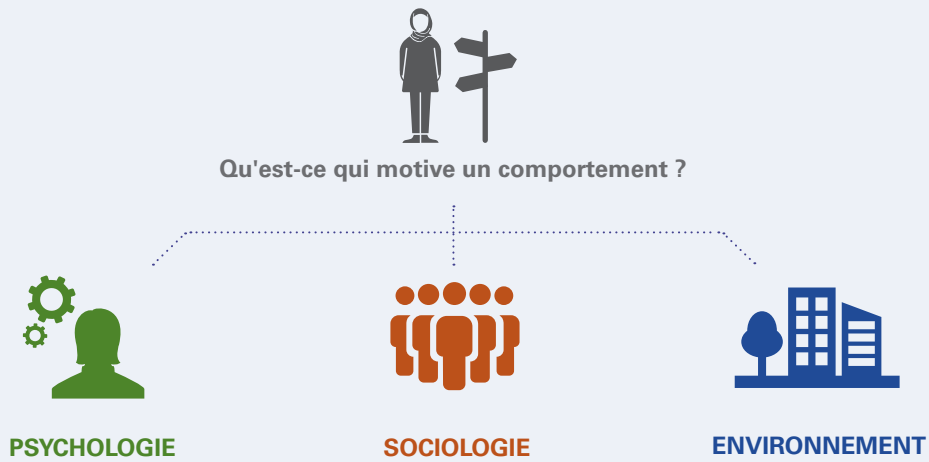 Qu'est-ce qui motive un comportement ?
PSYCHOLOGIE
SOCIOLOGIE
ENVIRONNEMENT